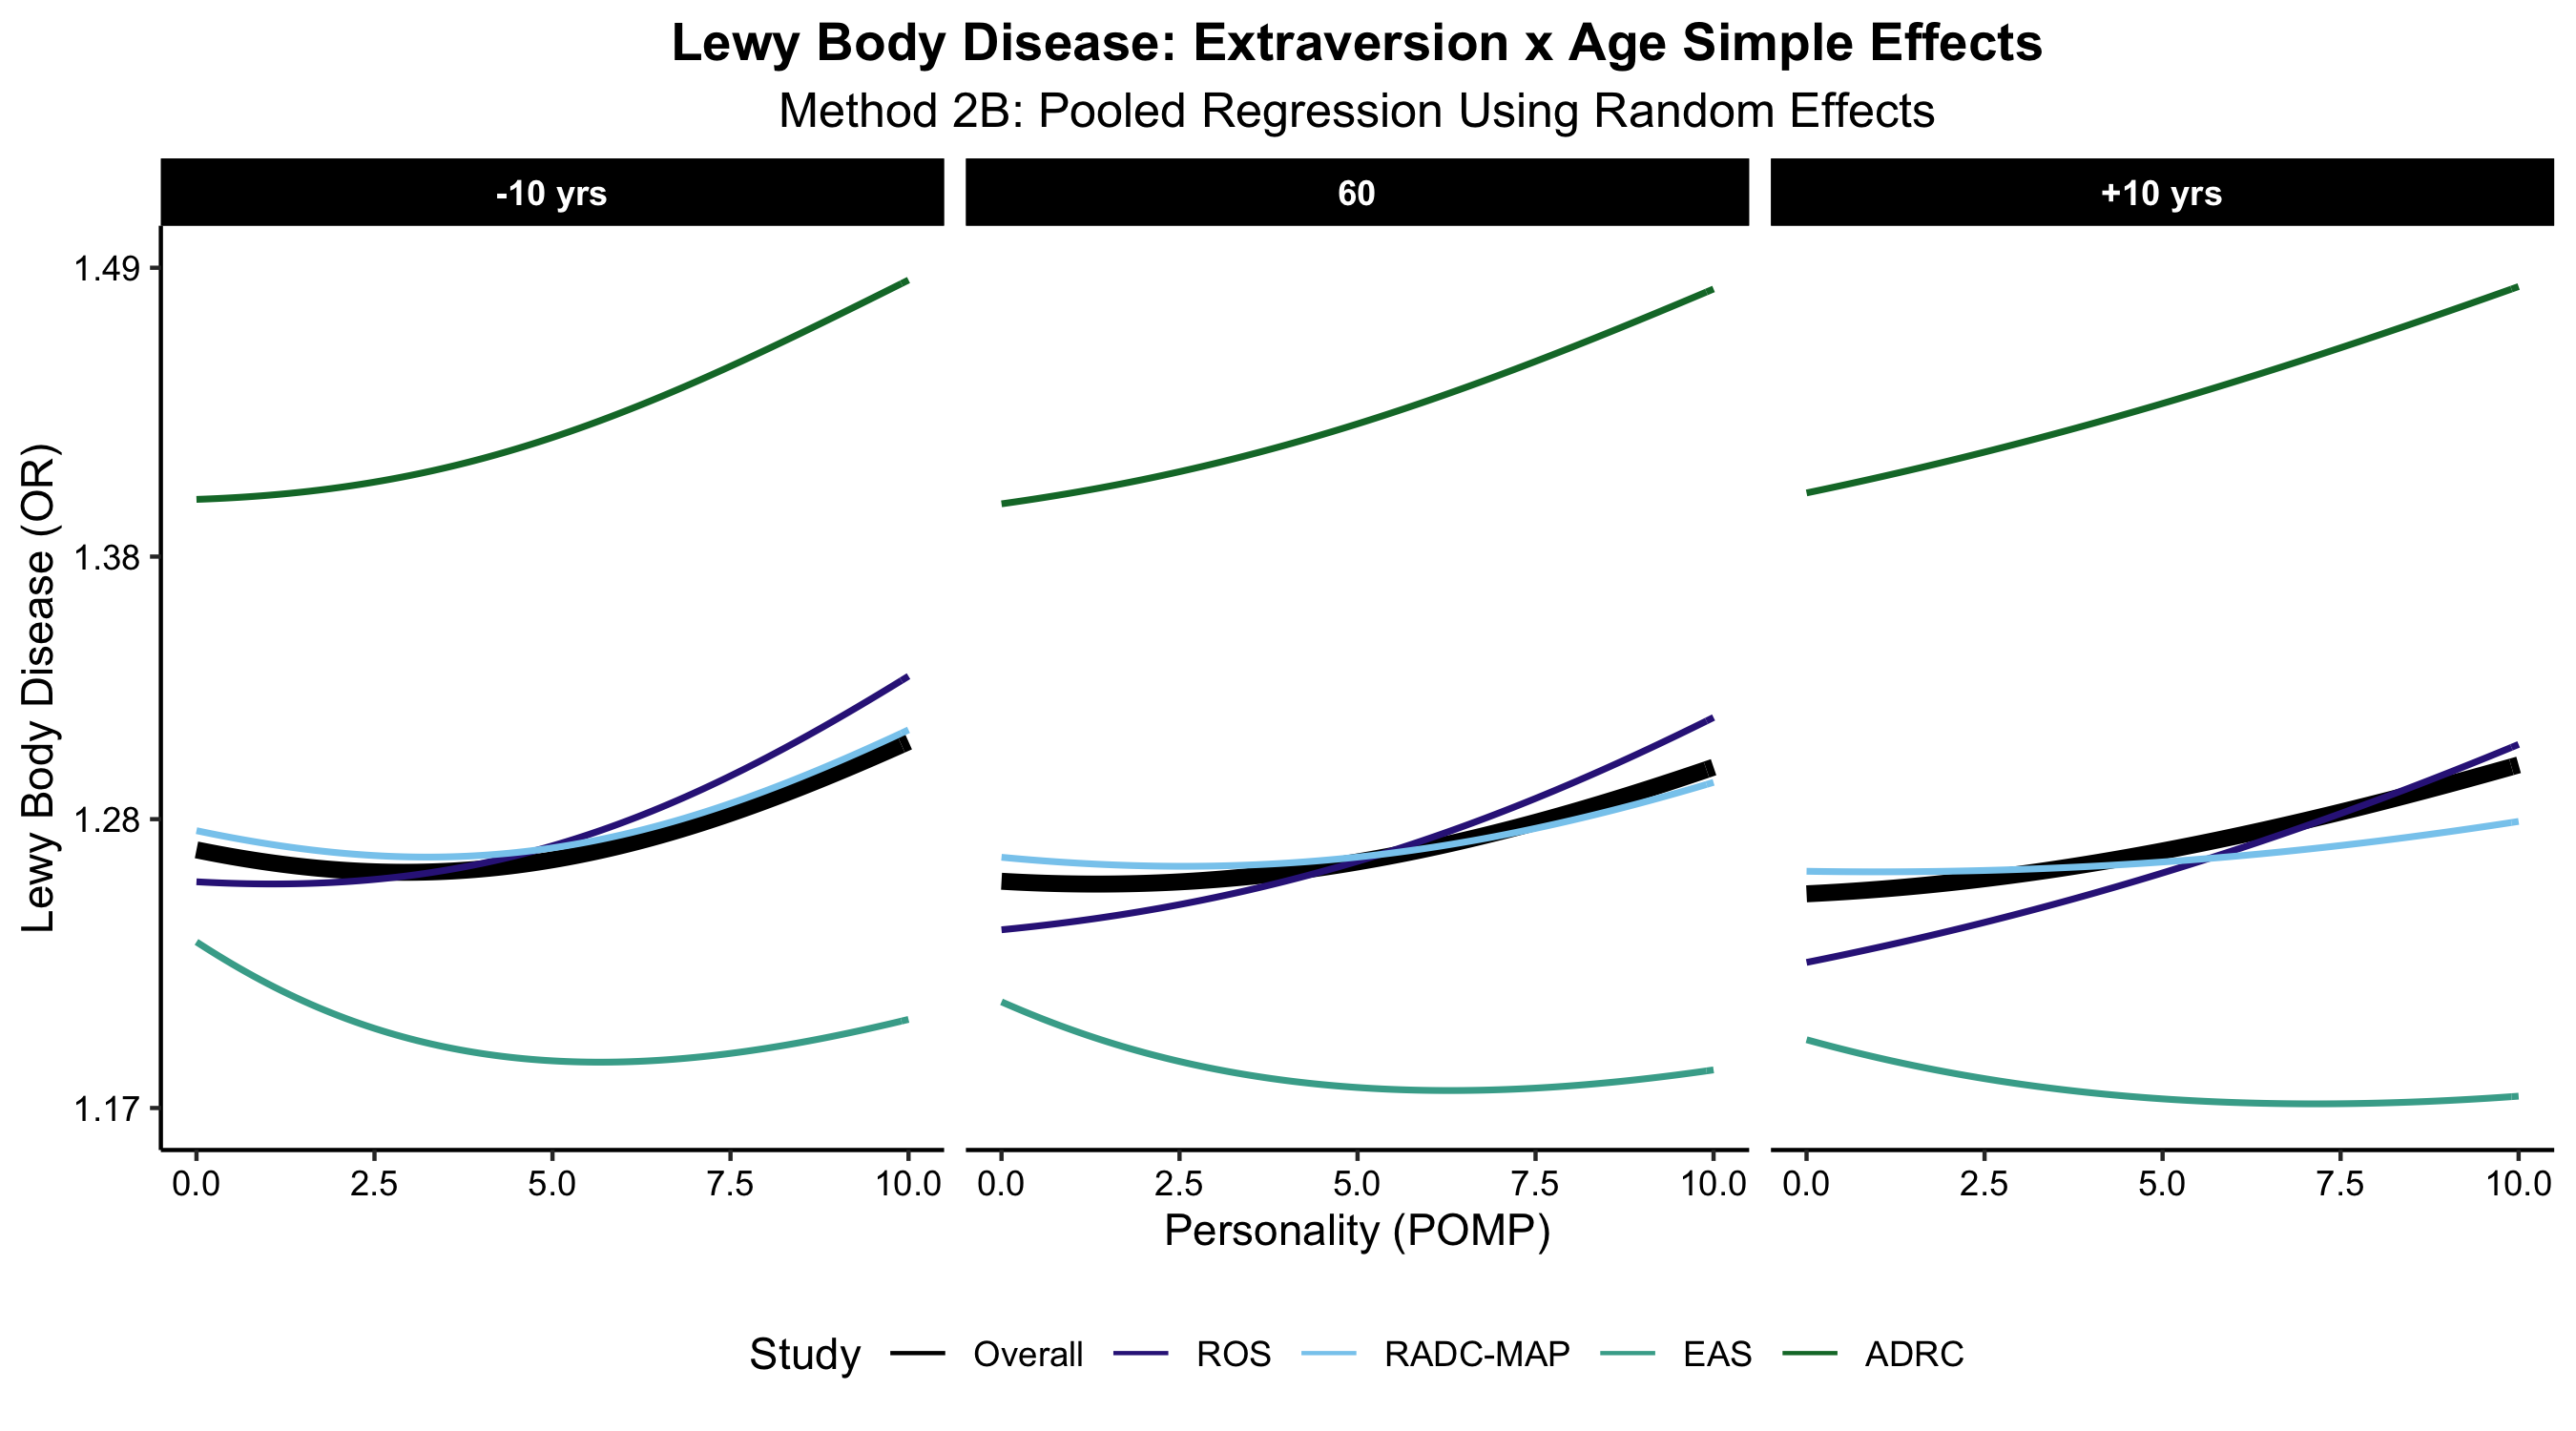 Lewy Body Disease: Extraversion x Age Simple Effects
Method 2B: Pooled Regression Using Random Effects
-10 yrs 60 +10 yrs
Lewy Body Disease (OR)
1.49
1.38
1.28
1.17
0.0 2.5 5.0 7.5 10.0 0.0 2.5 5.0 7.5 10.0 0.0 2.5 5.0 7.5 10.0
Personality (POMP)
Study Overall ROS RADC-MAP EAS ADRC